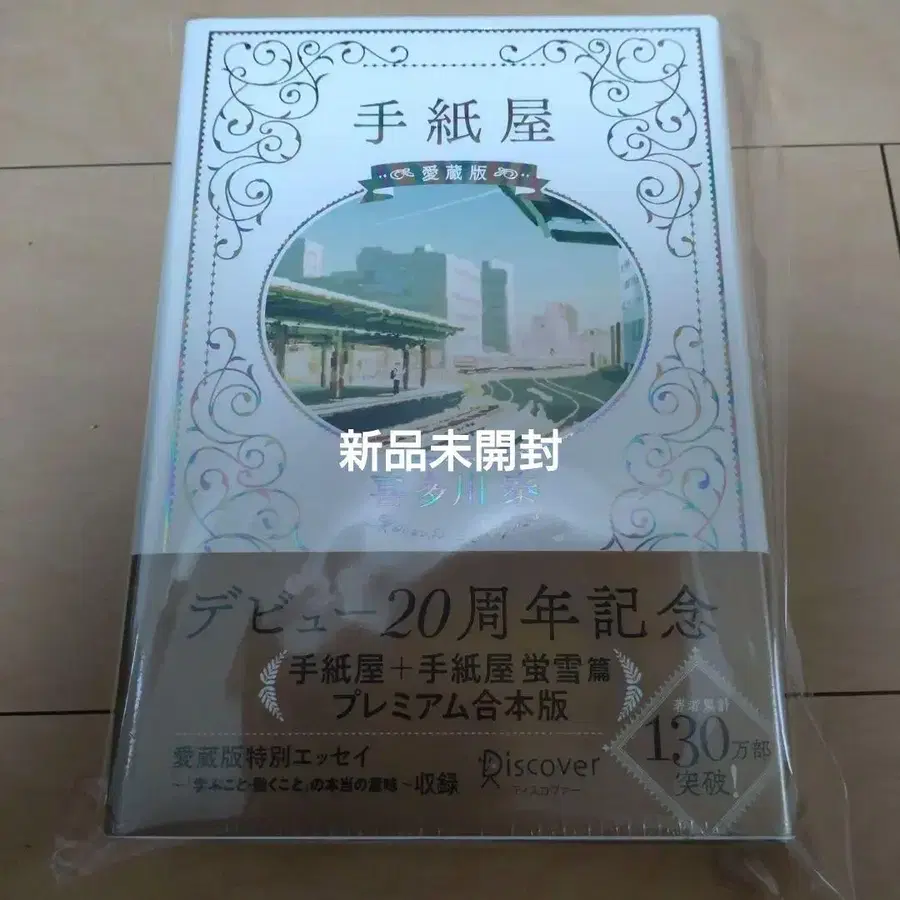 手紙屋
愛蔵版
新品未開封
喜多川 泰
デビュー20周年記念
手紙屋+手紙屋 蛍雪篇
プレミアム合本版
愛蔵版特別エッセイ
~「学ぶこと・働くこと」の本当の意味~収録
Discover
ディスカヴァー
著者累計
130万部
突破!